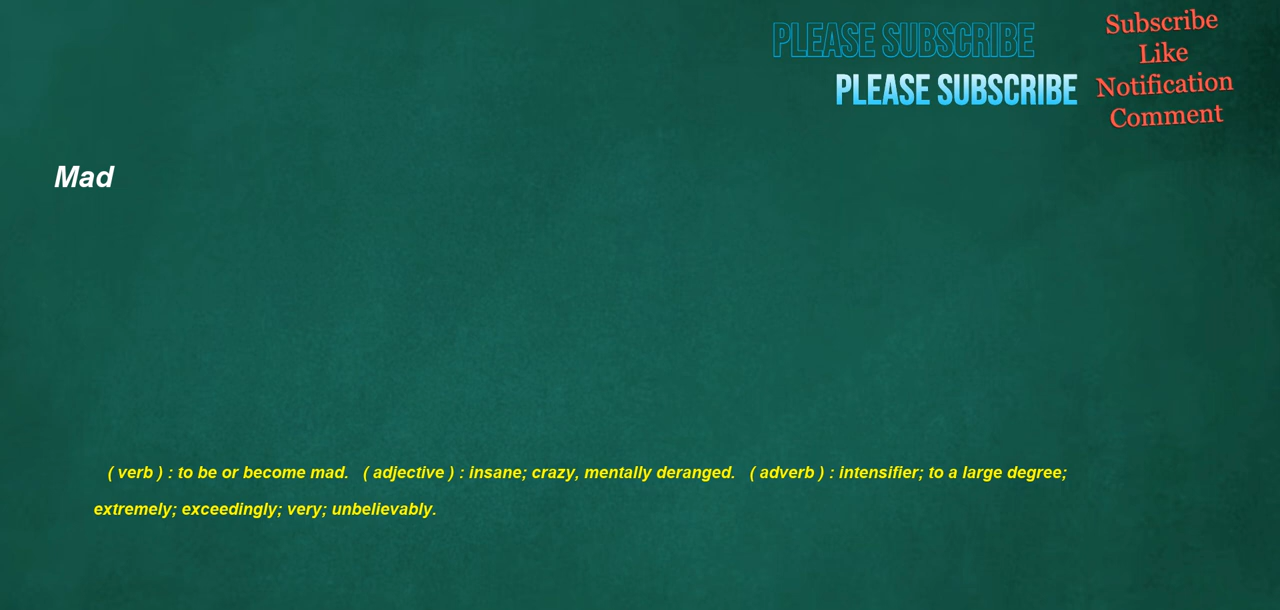 PLEASE SUBSCRIBE
PLEASE SUBSCRIBE
Subscribe
Like
Notification
Comment
Mad
( verb ) : to be or become mad. ( adjective ) : insane; crazy, mentally deranged. ( adverb ) : intensifier; to a large degree;
extremely; exceedingly; very; unbelievably.